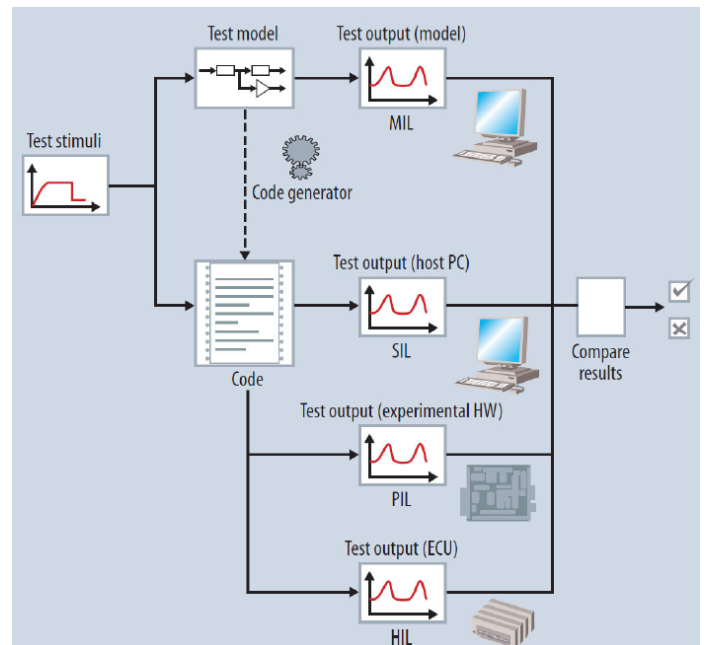 Test model
Test output (model)
MIL
Test stimuli
Code generator
Test output (host PC)
SIL
Code
Compare
results
Test output (experimental HW)
PIL
Test output (ECU)
HIL